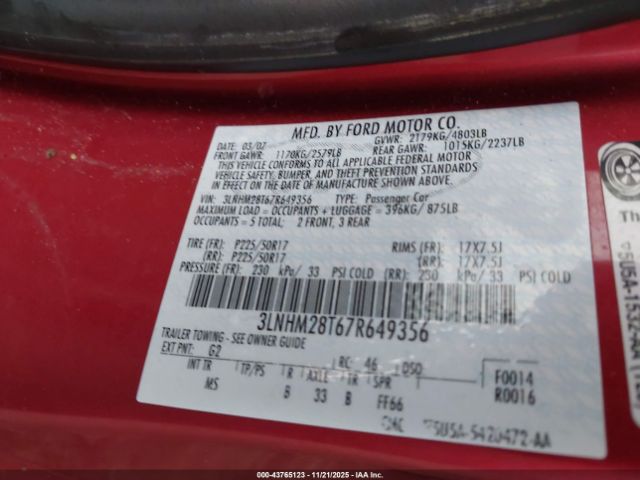 MFD. BY FORD MOTOR CO.
DATE: 03/07 GVWR: 2179KG/4803LB
FRONT GAWR: 1170KG/2579LB REAR GAWR: 1015KG/2237LB
THIS VEHICLE CONFORMS TO ALL APPLICABLE FEDERAL MOTOR
VEHICLE SAFETY, BUMPER, AND THEFT PREVENTION STANDARDS
IN EFFECT ON THE DATE OF MANUFACTURE SHOWN ABOVE.
VIN: 3LNHM28T67R649356 TYPE: Passenger Car
MAXIMUM LOAD = OCCUPANTS + LUGGAGE = 396KG/ 875LB
OCCUPANTS = 5 TOTAL: 2 FRONT, 3 REAR
TIRE (FR): P225/50R17 RIMS (FR): 17X7.5J
(RR): P225/50R17 (RR): 17X7.5J
PRESSURE (FR): 230 kPa/ 33 PSI COLD (RR): 230 kPa/ 33 PSI COLD
3LNHM28T67R649356
TRAILER TOWING - SEE OWNER GUIDE
EXT PNT: G2 RC: 46 DSO
INT TR TP/PS R AXLE TR SPR F0014
MS B 33 B FF66 R0016
5U5A-5420472-AA
000-43765123 - 11/21/2025 - IAA Inc.